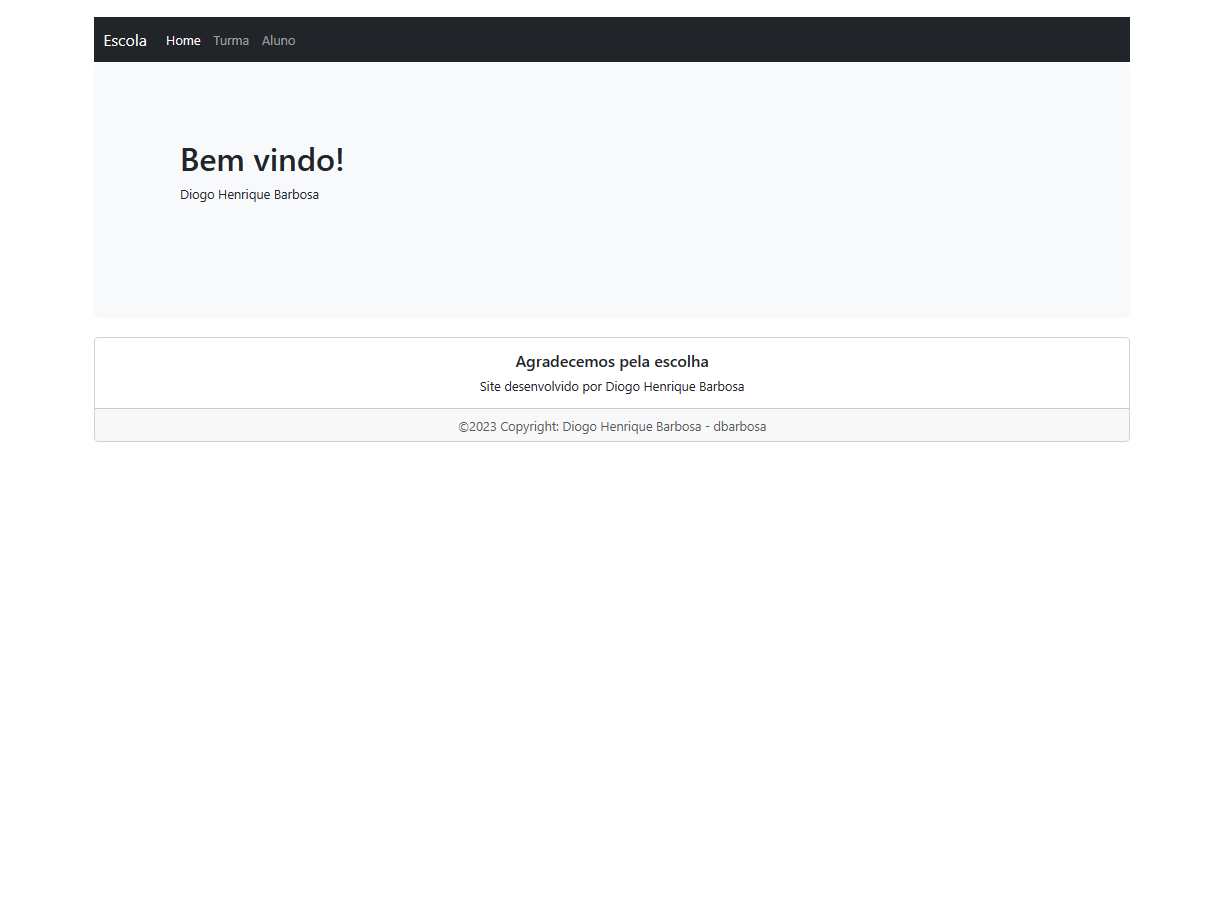 Escola Home Turma Aluno
Bem vindo!
Diogo Henrique Barbosa
Agradecemos pela escolha
Site desenvolvido por Diogo Henrique Barbosa
©2023 Copyright: Diogo Henrique Barbosa - dbarbosa